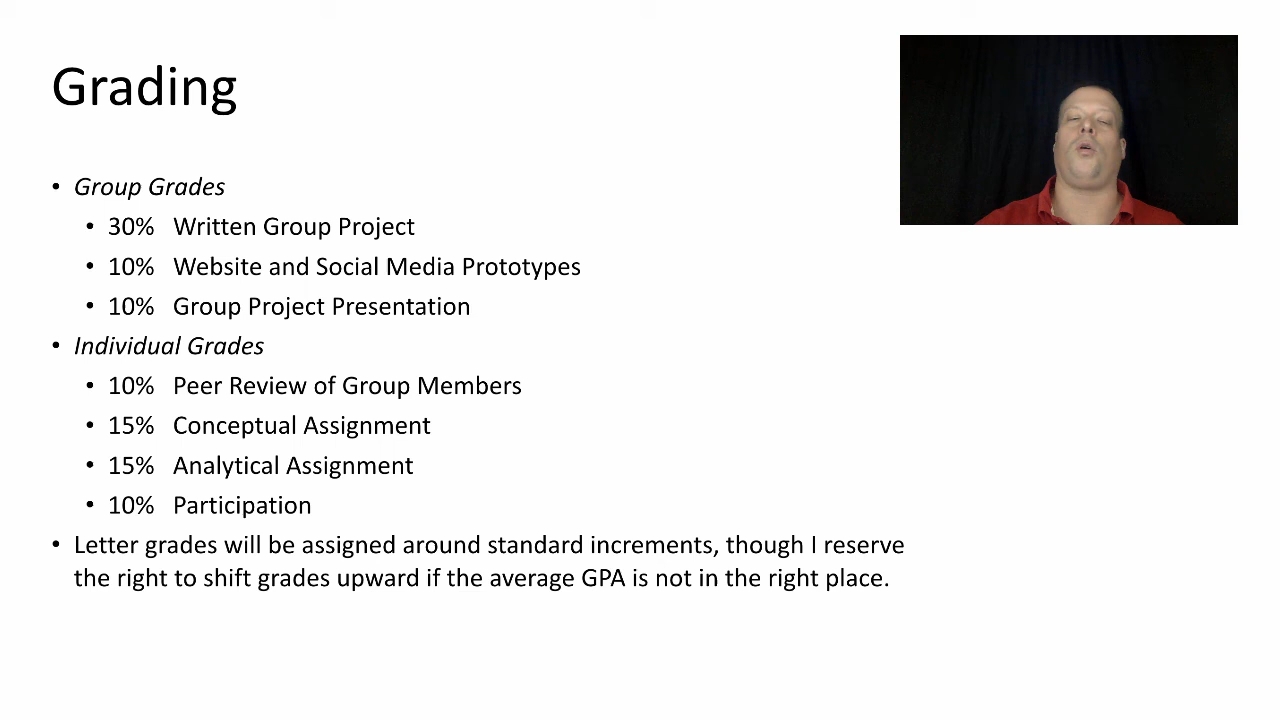 Grading
• Group Grades
• 30% Written Group Project
• 10% Website and Social Media Prototypes
• 10% Group Project Presentation
• Individual Grades
• 10% Peer Review of Group Members
• 15% Conceptual Assignment
• 15% Analytical Assignment
• 10% Participation
• Letter grades will be assigned around standard increments, though I reserve
the right to shift grades upward if the average GPA is not in the right place.